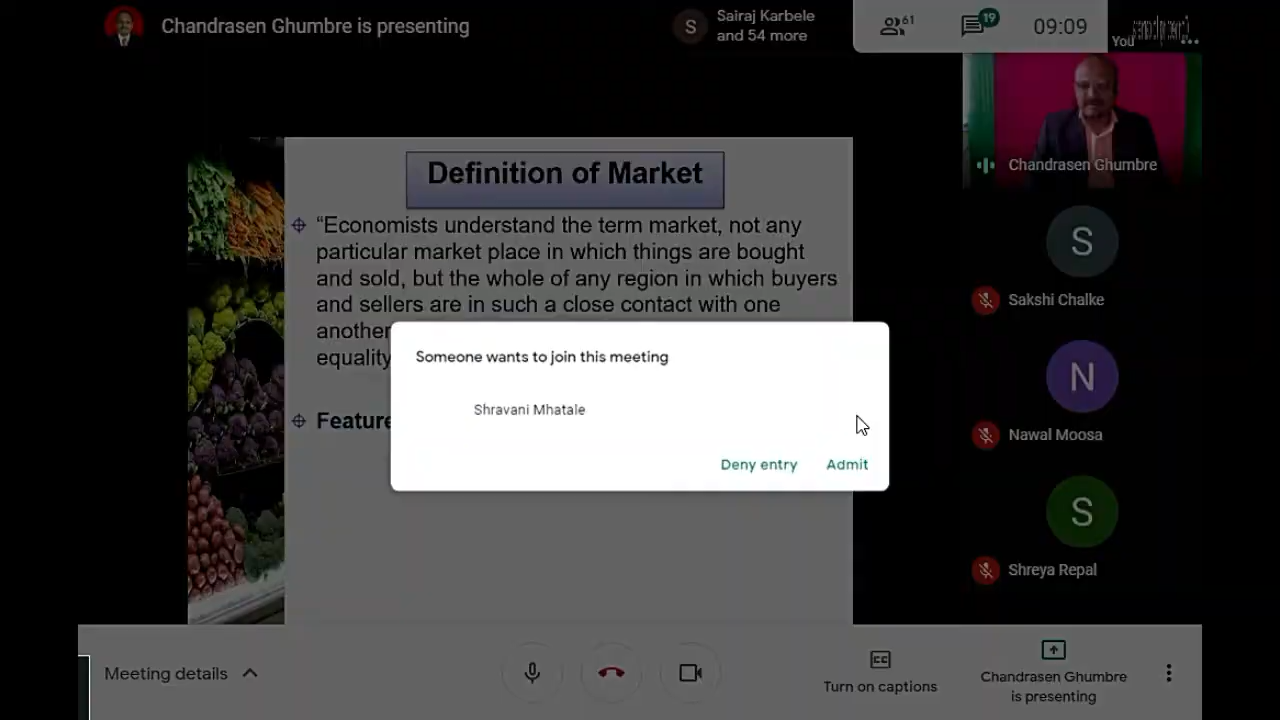 Chandrasen Ghumbre is presenting
S
Sairaj Karbele
and 54 more
61
19
09:09
You
Chandrasen Ghumbre
Definition of Market
“Economists understand the term market, not any
particular market place in which things are bought
and sold, but the whole of any region in which buyers
and sellers are in such a close contact with one
another
equality
Feature
Someone wants to join this meeting
Shravani Mhatale
Deny entry
Admit
S
Sakshi Chalke
N
Nawal Moosa
S
Shreya Repal
Meeting details
CC
Turn on captions
Chandrasen Ghumbre
is presenting